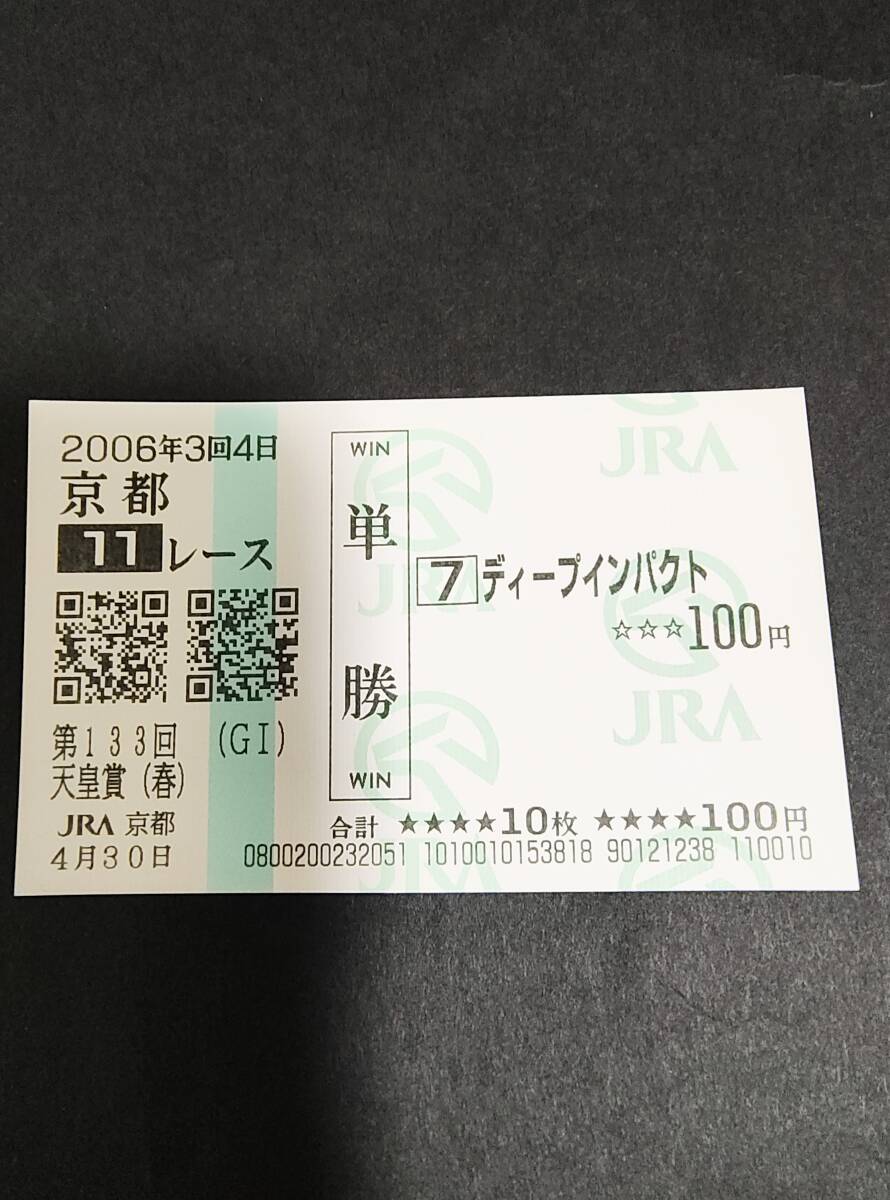 2006年3回4日
京都
11レース
第133回 (GⅠ)
天皇賞(春)
JRA 京都
4月30日
WIN
単勝
WIN
7 ディープインパクト
☆☆☆100円
合計 ★★★★10枚 ★★★★100円
0800200232051 1010010153818 90121238 110010
JRA
JRA
JRA
JRA